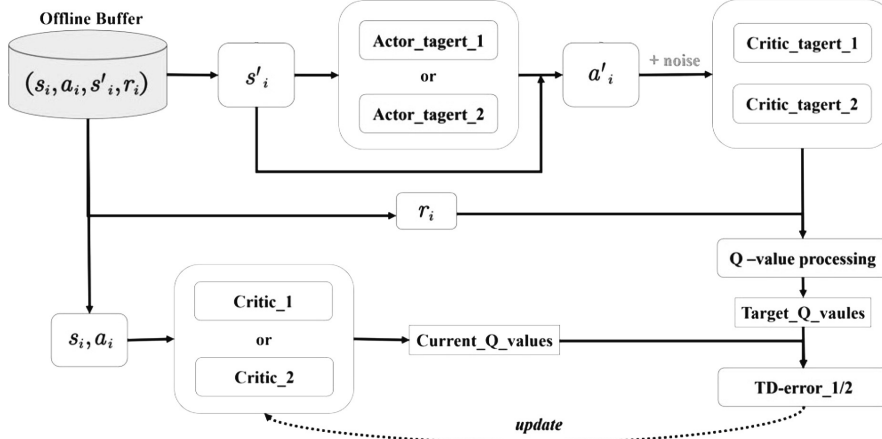 Offline Buffer
(s_i, a_i, s'_i, r_i)
s'_i
Actor_tagert_1
or
Actor_tagert_2
a'_i
+ noise
Critic_tagert_1
Critic_tagert_2
r_i
Q –value processing
Target_Q_vaules
s_i, a_i
Critic_1
or
Critic_2
Current_Q_values
TD-error_1/2
update